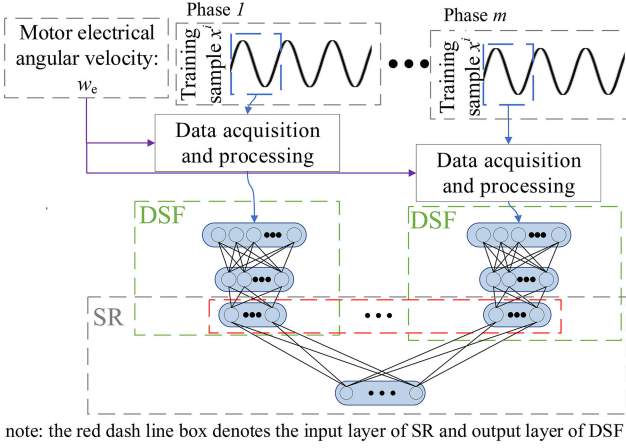 Motor electrical
angular velocity:
wₑ
Phase 1
Training
sample xⁱ
Phase m
Training
sample xⁱ
Data acquisition
and processing
Data acquisition
and processing
DSF
DSF
SR
note: the red dash line box denotes the input layer of SR and output layer of DSF